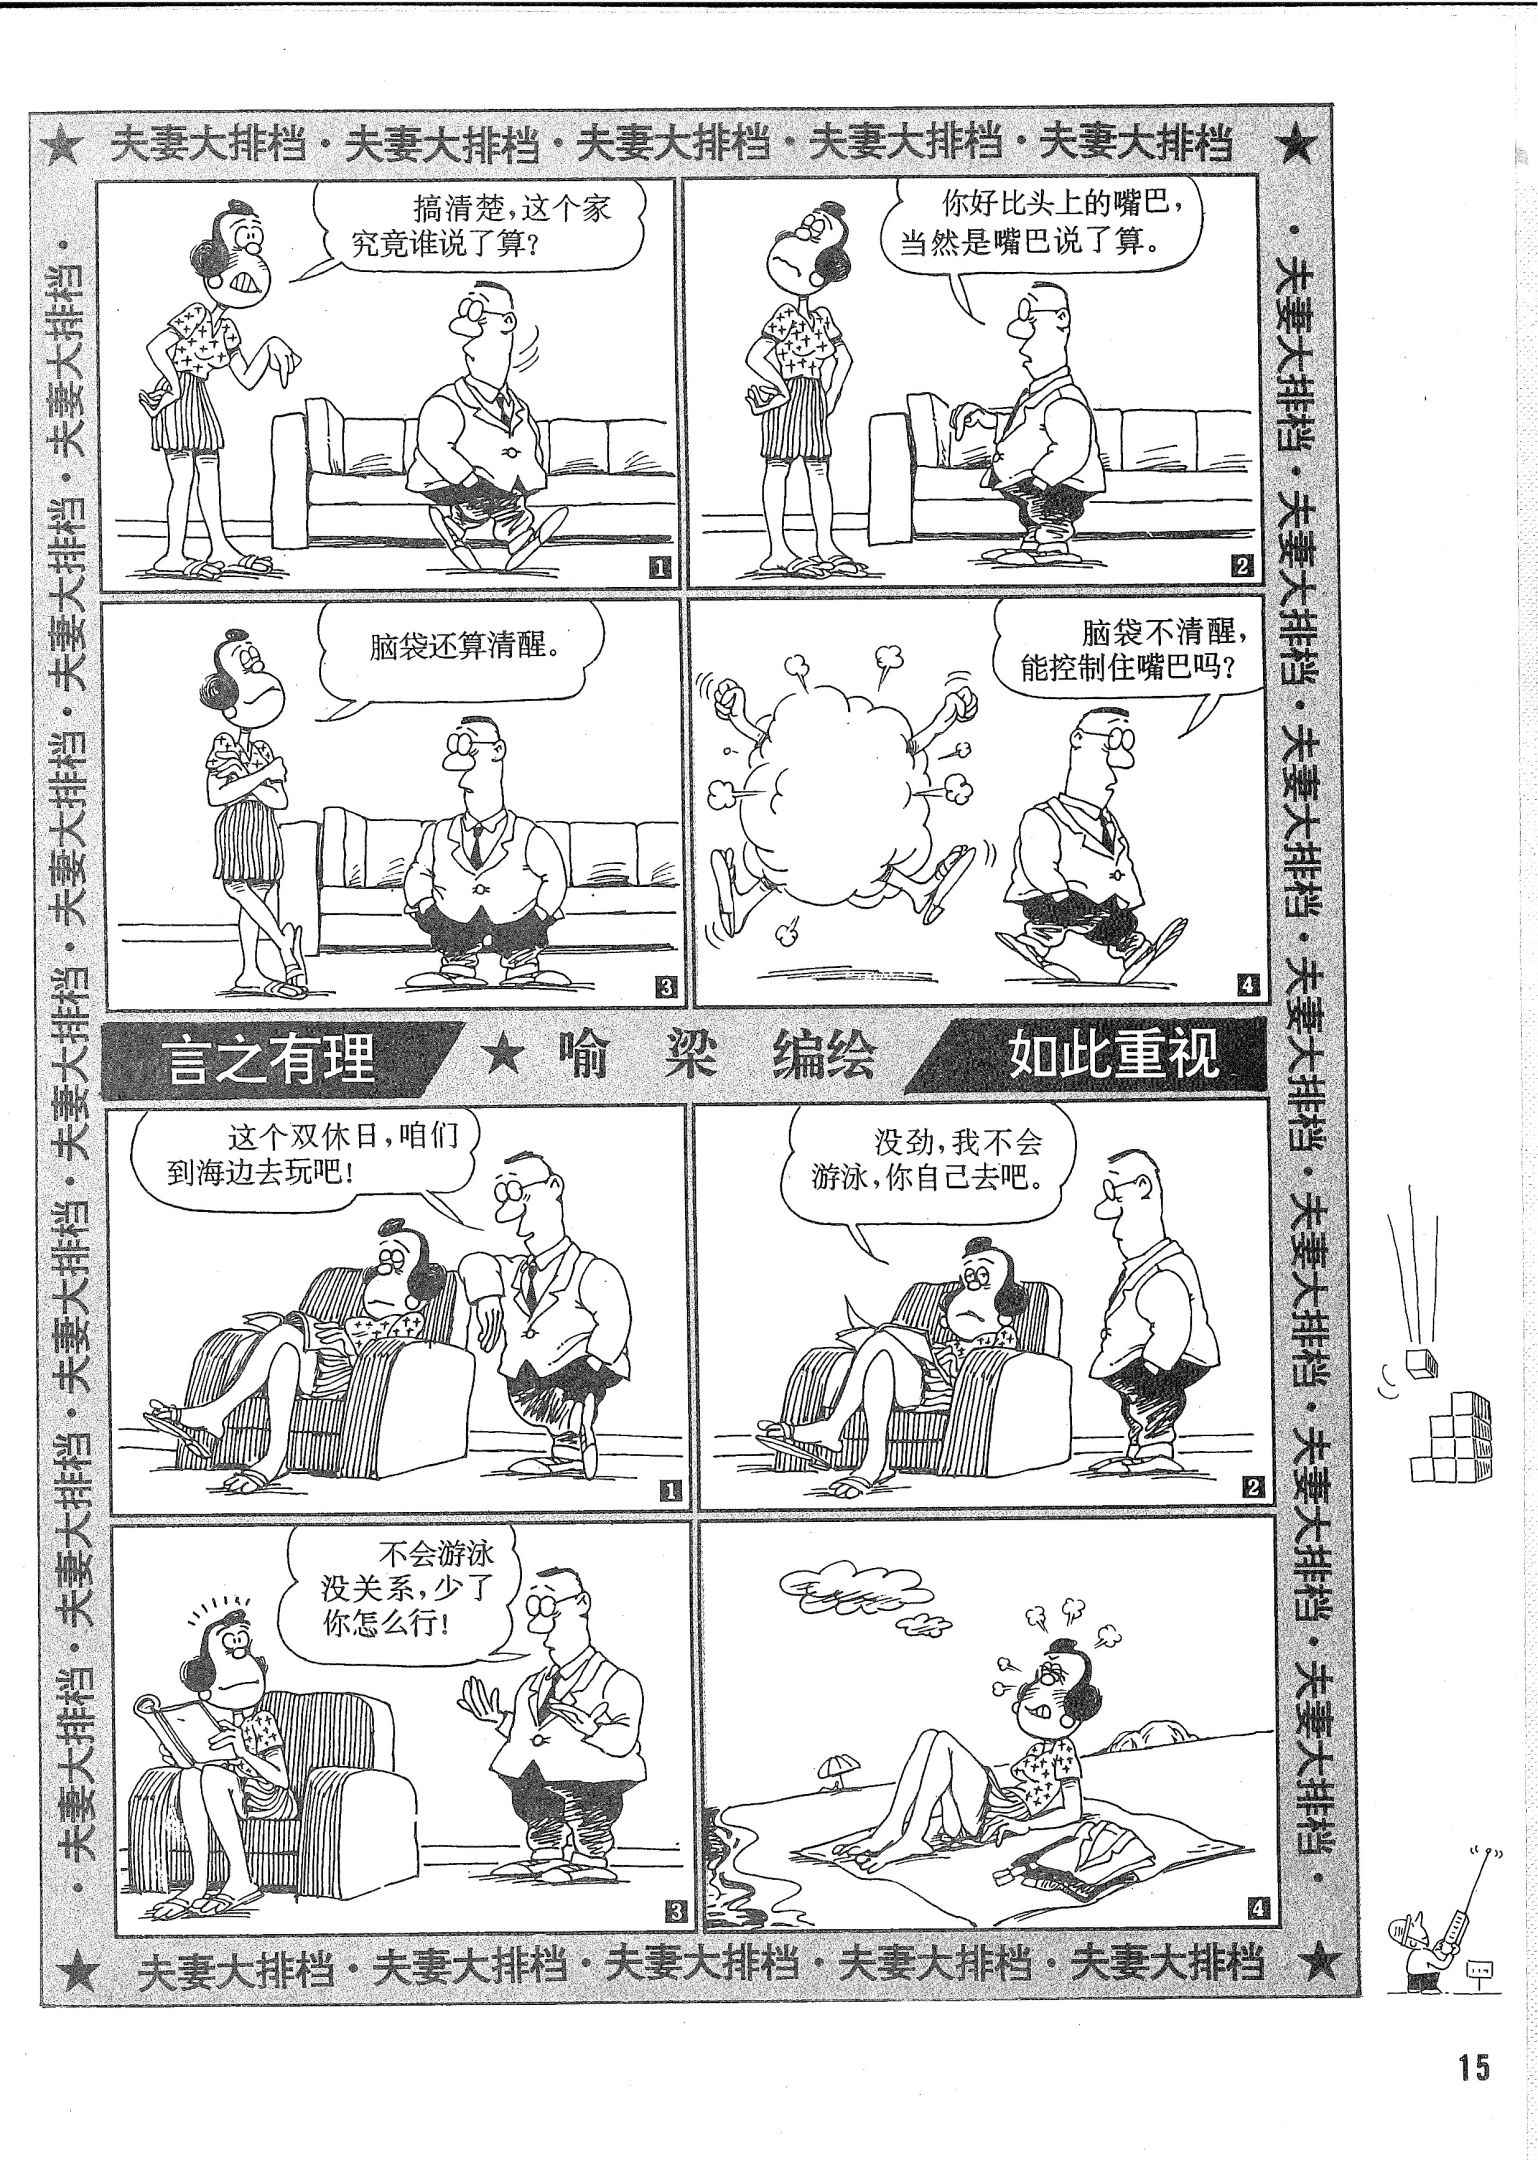 夫妻大排档·夫妻大排档·夫妻大排档·夫妻大排档·夫妻大排档
·夫妻大排档·夫妻大排档·夫妻大排档·夫妻大排档·夫妻大排档·夫妻大排档·夫妻大排档·
搞清楚，这个家
究竟谁说了算？
1
你好比头上的嘴巴，
当然是嘴巴说了算。
2
脑袋还算清醒。
3
脑袋不清醒，
能控制住嘴巴吗？
4
言之有理
★ 喻 梁 编绘
如此重视
这个双休日，咱们
到海边去玩吧！
1
没劲，我不会
游泳，你自己去吧。
2
不会游泳
没关系，少了
你怎么行！
3
4
·夫妻大排档·夫妻大排档·夫妻大排档·夫妻大排档·夫妻大排档·夫妻大排档·夫妻大排档·
夫妻大排档·夫妻大排档·夫妻大排档·夫妻大排档·夫妻大排档
15